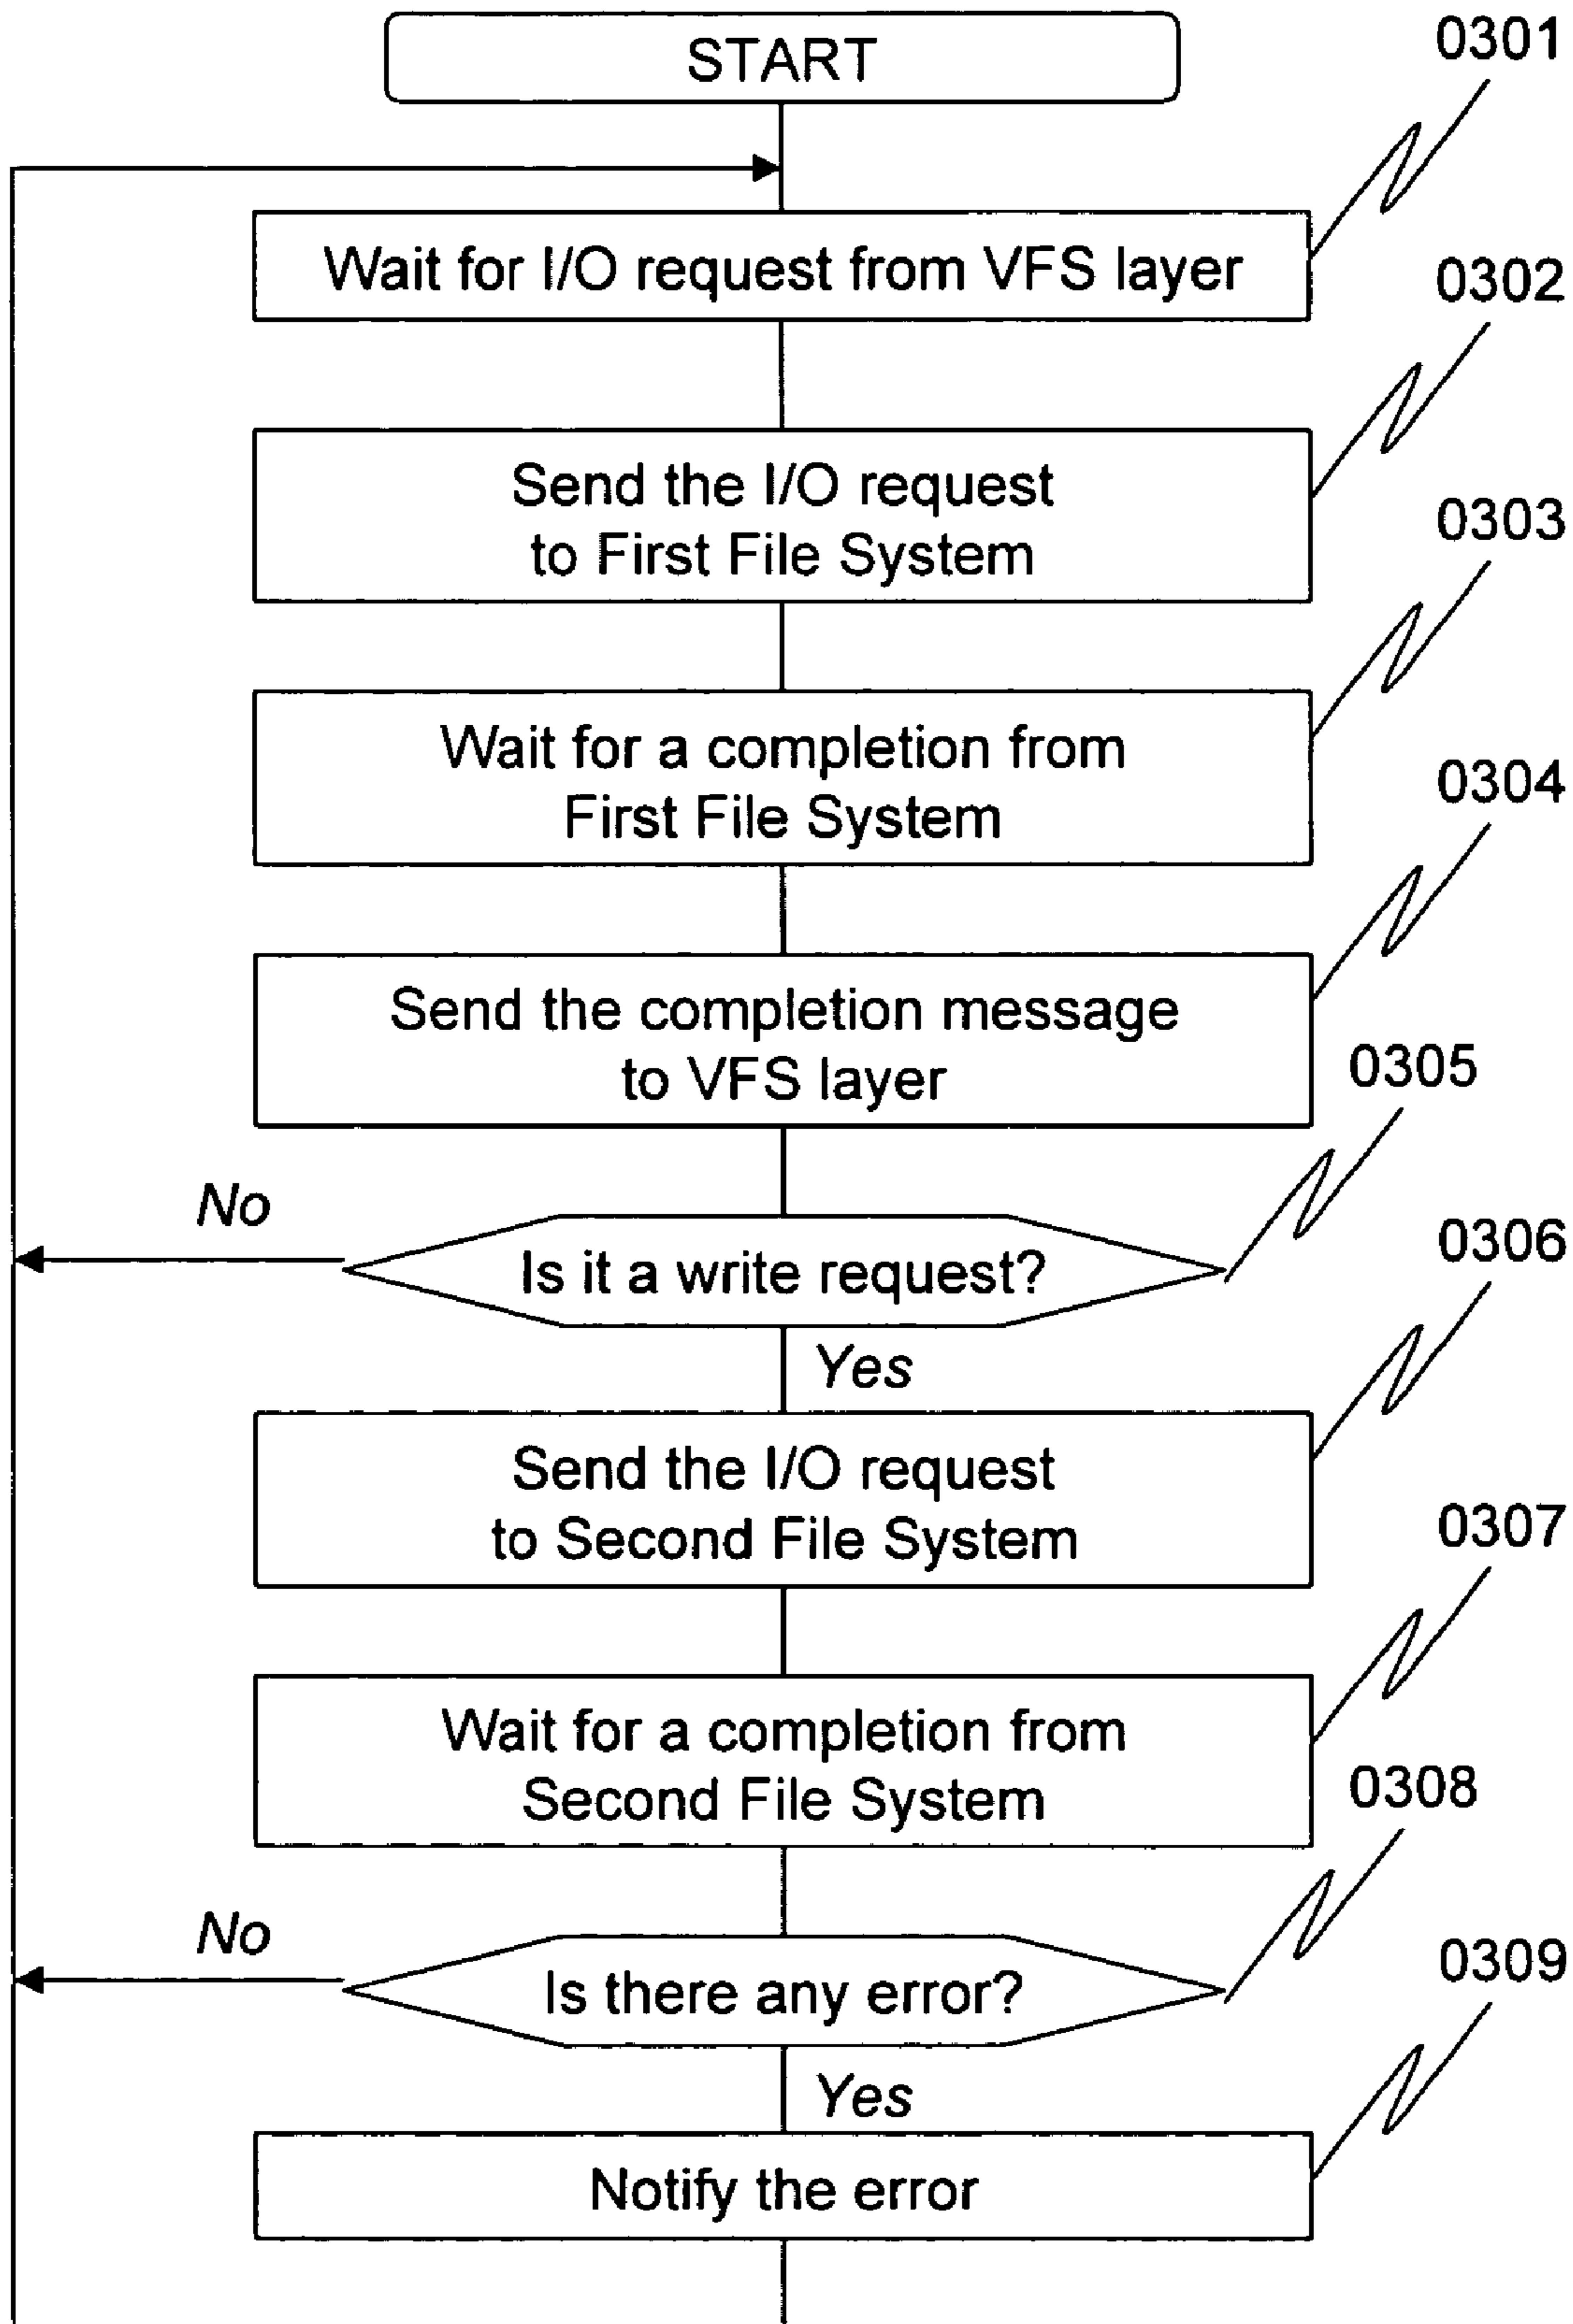 START
0301
Wait for I/O request from VFS layer
0302
Send the I/O request
to First File System
0303
Wait for a completion from
First File System
0304
Send the completion message
to VFS layer
0305
No
Is it a write request?
Yes
0306
Send the I/O request
to Second File System
0307
Wait for a completion from
Second File System
0308
No
Is there any error?
Yes
0309
Notify the error